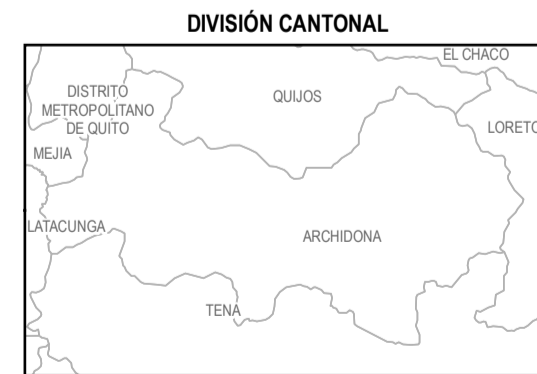 DIVISIÓN CANTONAL
EL CHACO
DISTRITO
METROPOLITANO
DE QUITO
QUIJOS
LORETO
MEJIA
LATACUNGA
ARCHIDONA
TENA